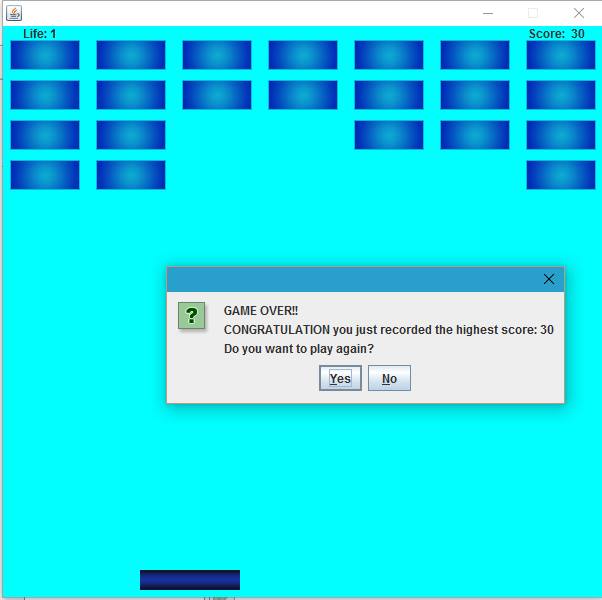 Life: 1
Score: 30
?
GAME OVER!!
CONGRATULATION you just recorded the highest score: 30
Do you want to play again?
Yes
No